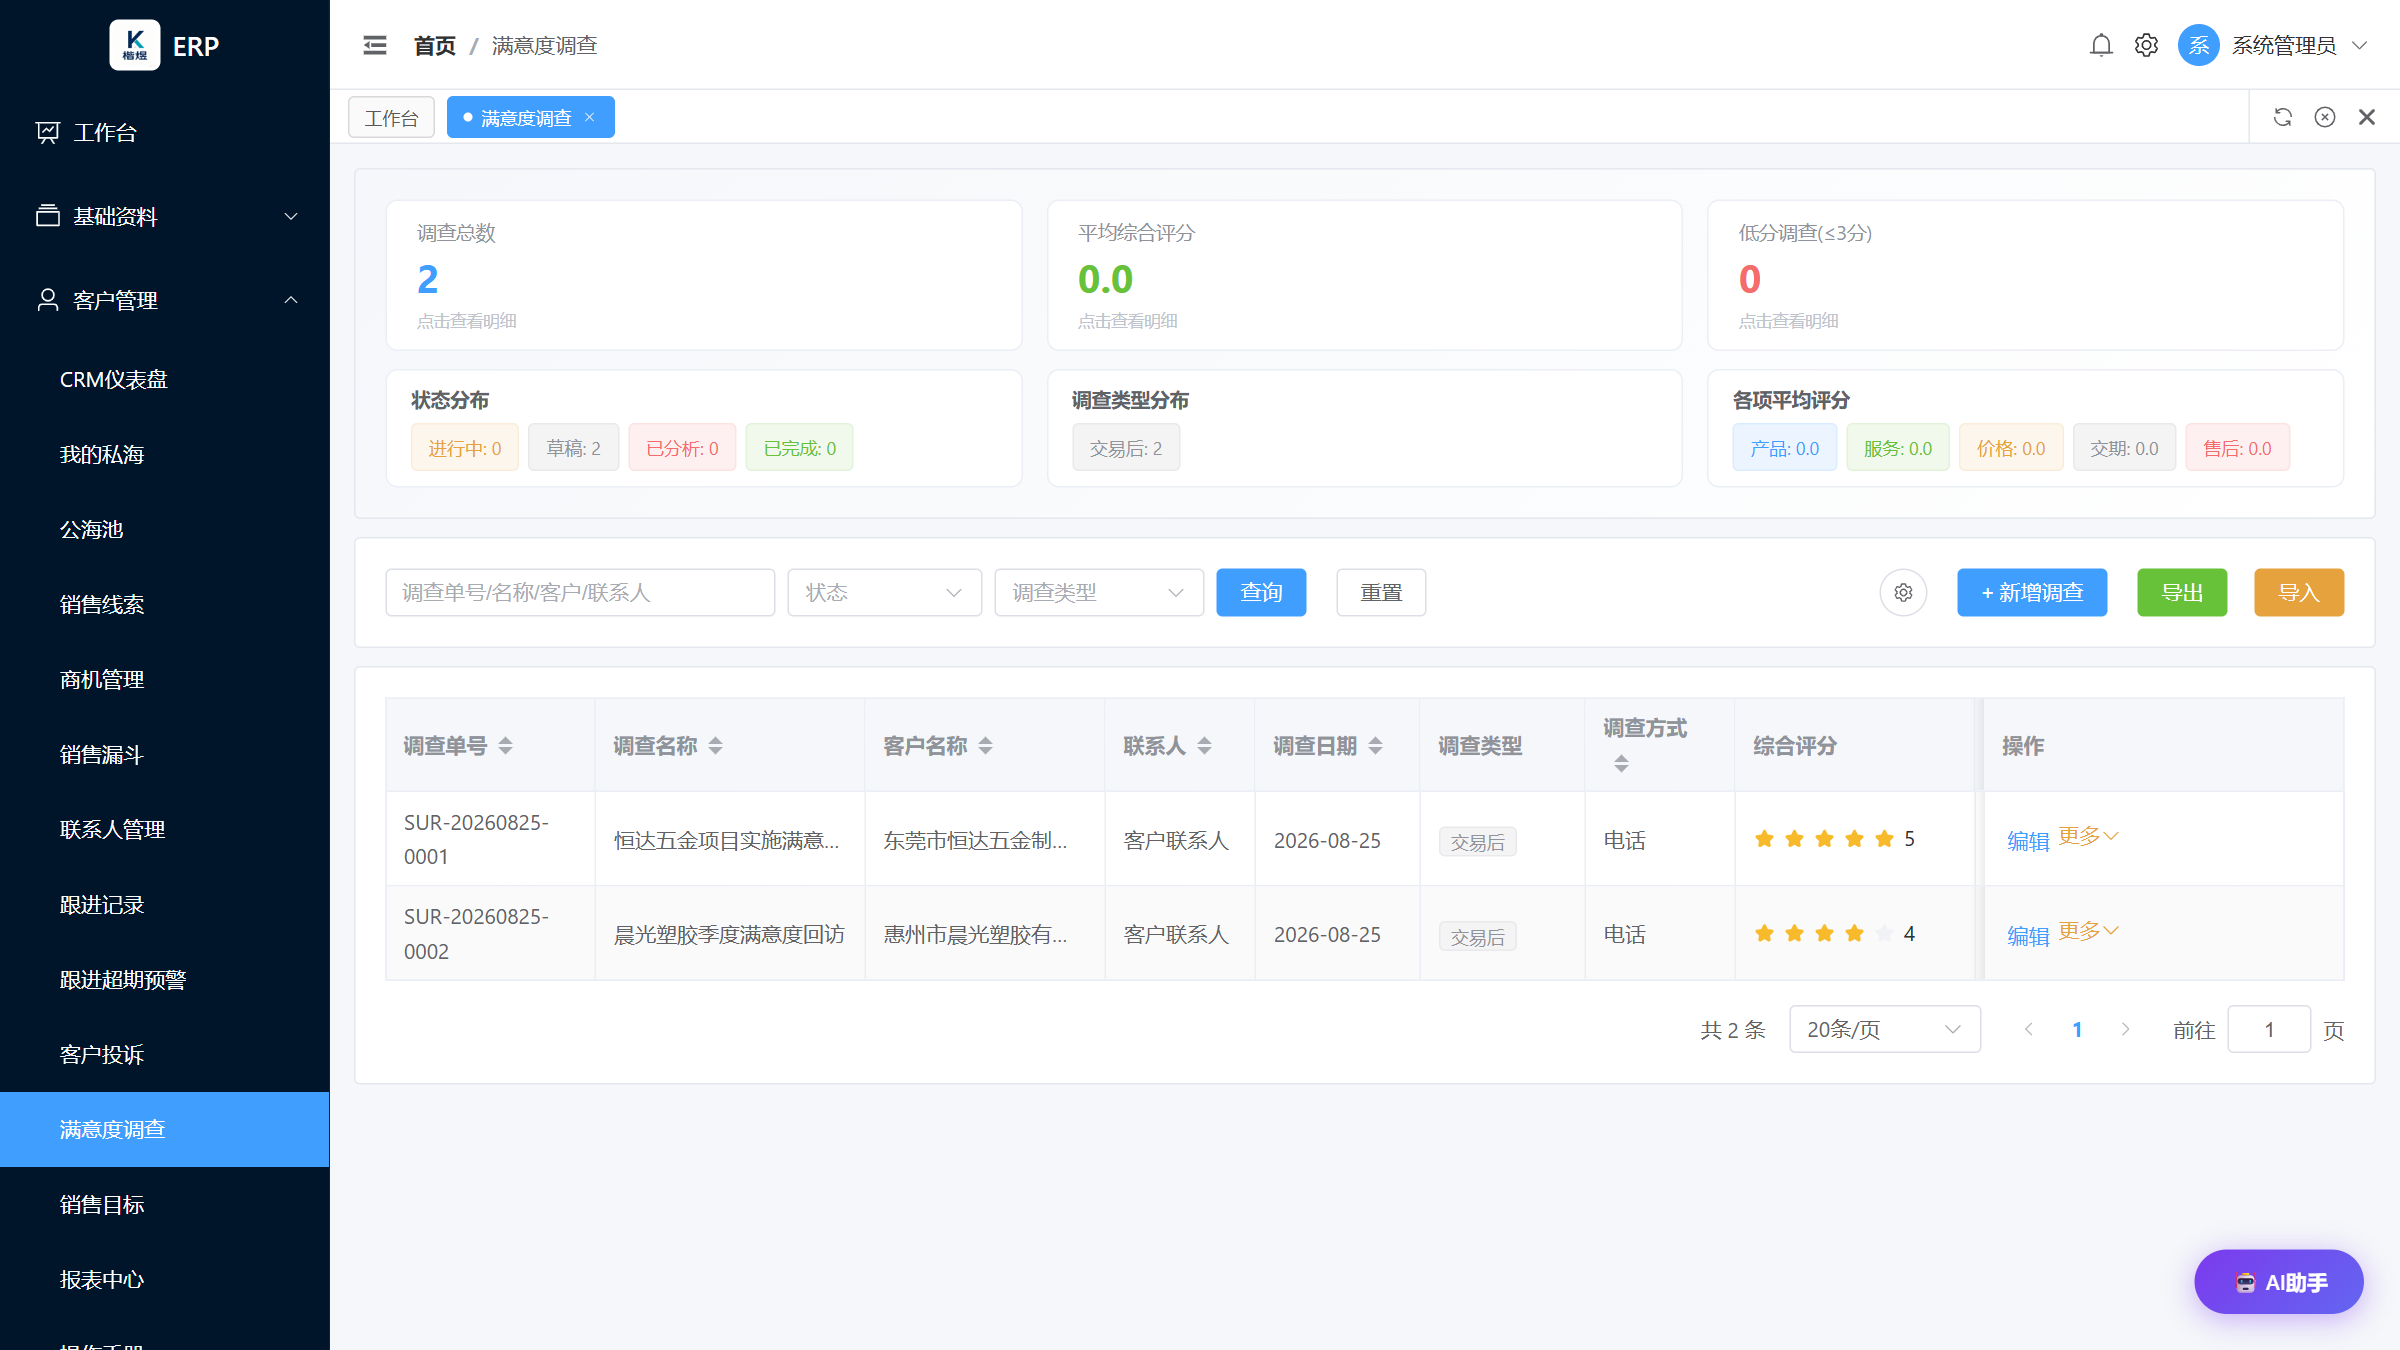 K
楷煜
ERP
工作台
基础资料
客户管理
CRM仪表盘
我的私海
公海池
销售线索
商机管理
销售漏斗
联系人管理
跟进记录
跟进超期预警
客户投诉
满意度调查
销售目标
报表中心
首页 / 满意度调查
系 系统管理员
工作台
满意度调查
调查总数
2
点击查看明细
平均综合评分
0.0
点击查看明细
低分调查(≤3分)
0
点击查看明细
状态分布
进行中: 0 草稿: 2 已分析: 0 已完成: 0
调查类型分布
交易后: 2
各项平均评分
产品: 0.0 服务: 0.0 价格: 0.0 交期: 0.0 售后: 0.0
调查单号/名称/客户/联系人 状态 调查类型 查询 重置 + 新增调查 导出 导入
调查单号 调查名称 客户名称 联系人 调查日期 调查类型 调查方式 综合评分 操作
SUR-20260825-0001 恒达五金项目实施满意... 东莞市恒达五金制... 客户联系人 2026-08-25 交易后 电话 5 编辑 更多
SUR-20260825-0002 晨光塑胶季度满意度回访 惠州市晨光塑胶有... 客户联系人 2026-08-25 交易后 电话 4 编辑 更多
共 2 条 20条/页 1 前往 1 页
AI助手